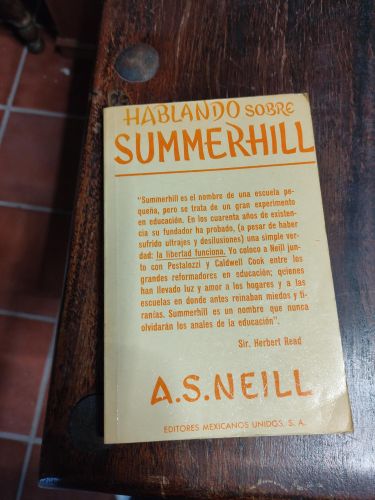 HABLANDO SOBRE
SUMMERHILL
"Summerhill es el nombre de una escuela pe-
queña, pero se trata de un gran experimento
en educación. En los cuarenta años de existen-
cia su fundador ha probado, (a pesar de haber
sufrido ultrajes y desilusiones) una simple ver-
dad: la libertad funciona. Yo coloco a Neill jun-
to con Pestalozzi y Caldwell Cook entre los
grandes reformadores en educación; quienes
han llevado luz y amor a los hogares y a las
escuelas en donde antes reinaban miedos y ti-
ranías. Summerhill es un nombre que nunca
olvidarán los anales de la educación".
Sir. Herbert Read
A.S. NEILL
EDITORES MEXICANOS UNIDOS, S. A.